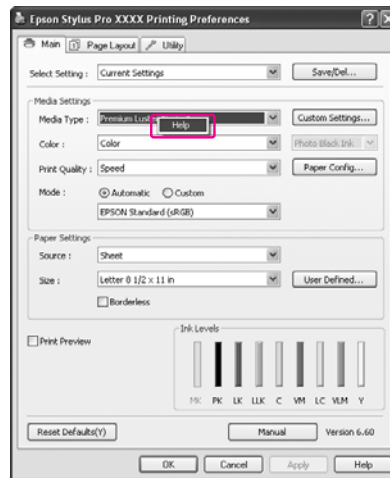 Epson Stylus Pro XXXX Printing Preferences
Main Page Layout Utility
Select Setting : Current Settings Save/Del...
Media Settings
Media Type : Premium Lust Custom Settings...
Help
Color : Color Photo Black Ink
Print Quality : Speed Paper Config...
Mode : Automatic Custom
EPSON Standard (sRGB)
Paper Settings
Source : Sheet
Size : Letter 8 1/2 x 11 in User Defined...
Borderless
Print Preview
Ink Levels
MK PK LK LLK C VM LC VLM Y
Reset Defaults(Y) Manual Version 6.60
OK Cancel Apply Help